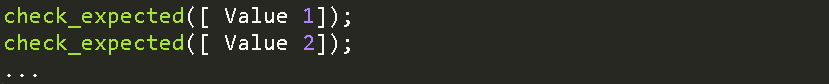 check_expected([ Value 1]);
check_expected([ Value 2]);
...